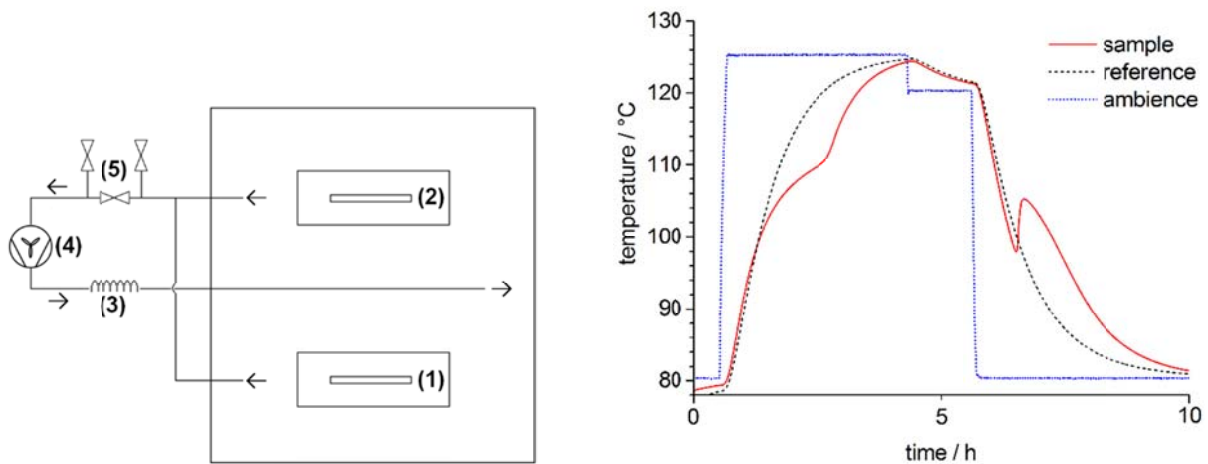 (5)
(2)
(4)
(3)
(1)
temperature / °C
130
120
110
100
90
80
0
5
10
time / h
sample
reference
ambience